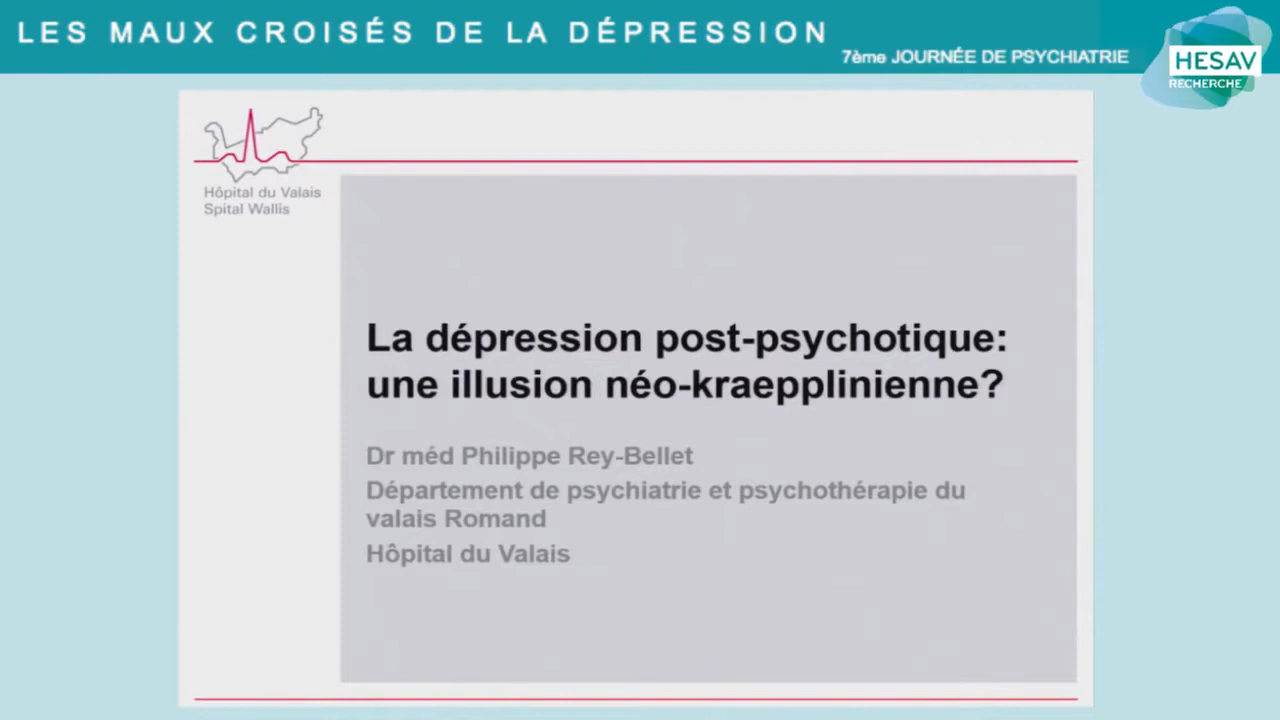 LES MAUX CROISÉS DE LA DÉPRESSION
7ème JOURNÉE DE PSYCHIATRIE
HESAV
RECHERCHE
Hôpital du Valais
Spital Wallis
La dépression post-psychotique:
une illusion néo-kraepplinienne?
Dr méd Philippe Rey-Bellet
Département de psychiatrie et psychothérapie du
valais Romand
Hôpital du Valais